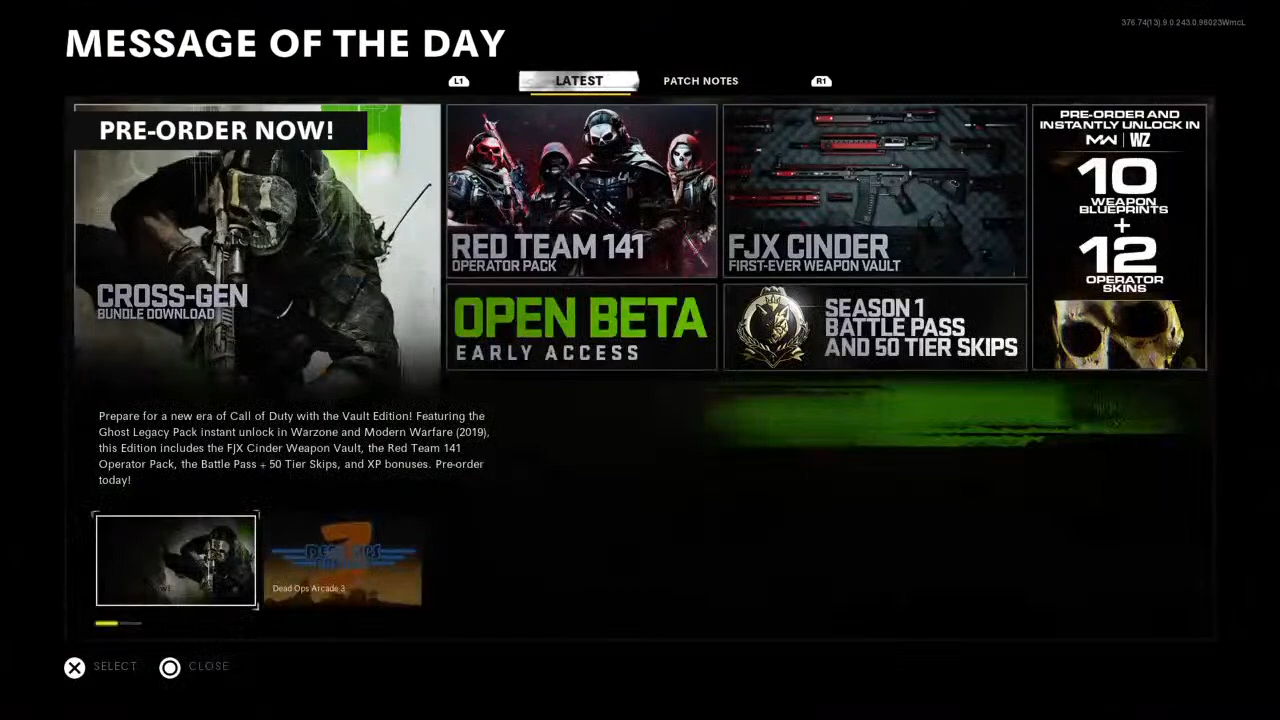 376.74(13) 9.0 243.0.96023WmcL
MESSAGE OF THE DAY
L1
LATEST
PATCH NOTES
R1
PRE-ORDER NOW!
CROSS-GEN
BUNDLE DOWNLOAD
RED TEAM 141
OPERATOR PACK
FJX CINDER
FIRST-EVER WEAPON VAULT
OPEN BETA
EARLY ACCESS
SEASON 1
BATTLE PASS
AND 50 TIER SKIPS
PRE-ORDER AND
INSTANTLY UNLOCK IN
MW | WZ
10
WEAPON
BLUEPRINTS
+
12
OPERATOR
SKINS
Prepare for a new era of Call of Duty with the Vault Edition! Featuring the
Ghost Legacy Pack instant unlock in Warzone and Modern Warfare (2019),
this Edition includes the FJX Cinder Weapon Vault, the Red Team 141
Operator Pack, the Battle Pass + 50 Tier Skips, and XP bonuses. Pre-order
today!
3
DEAD OPS
Dead Ops Arcade 3
SELECT
CLOSE